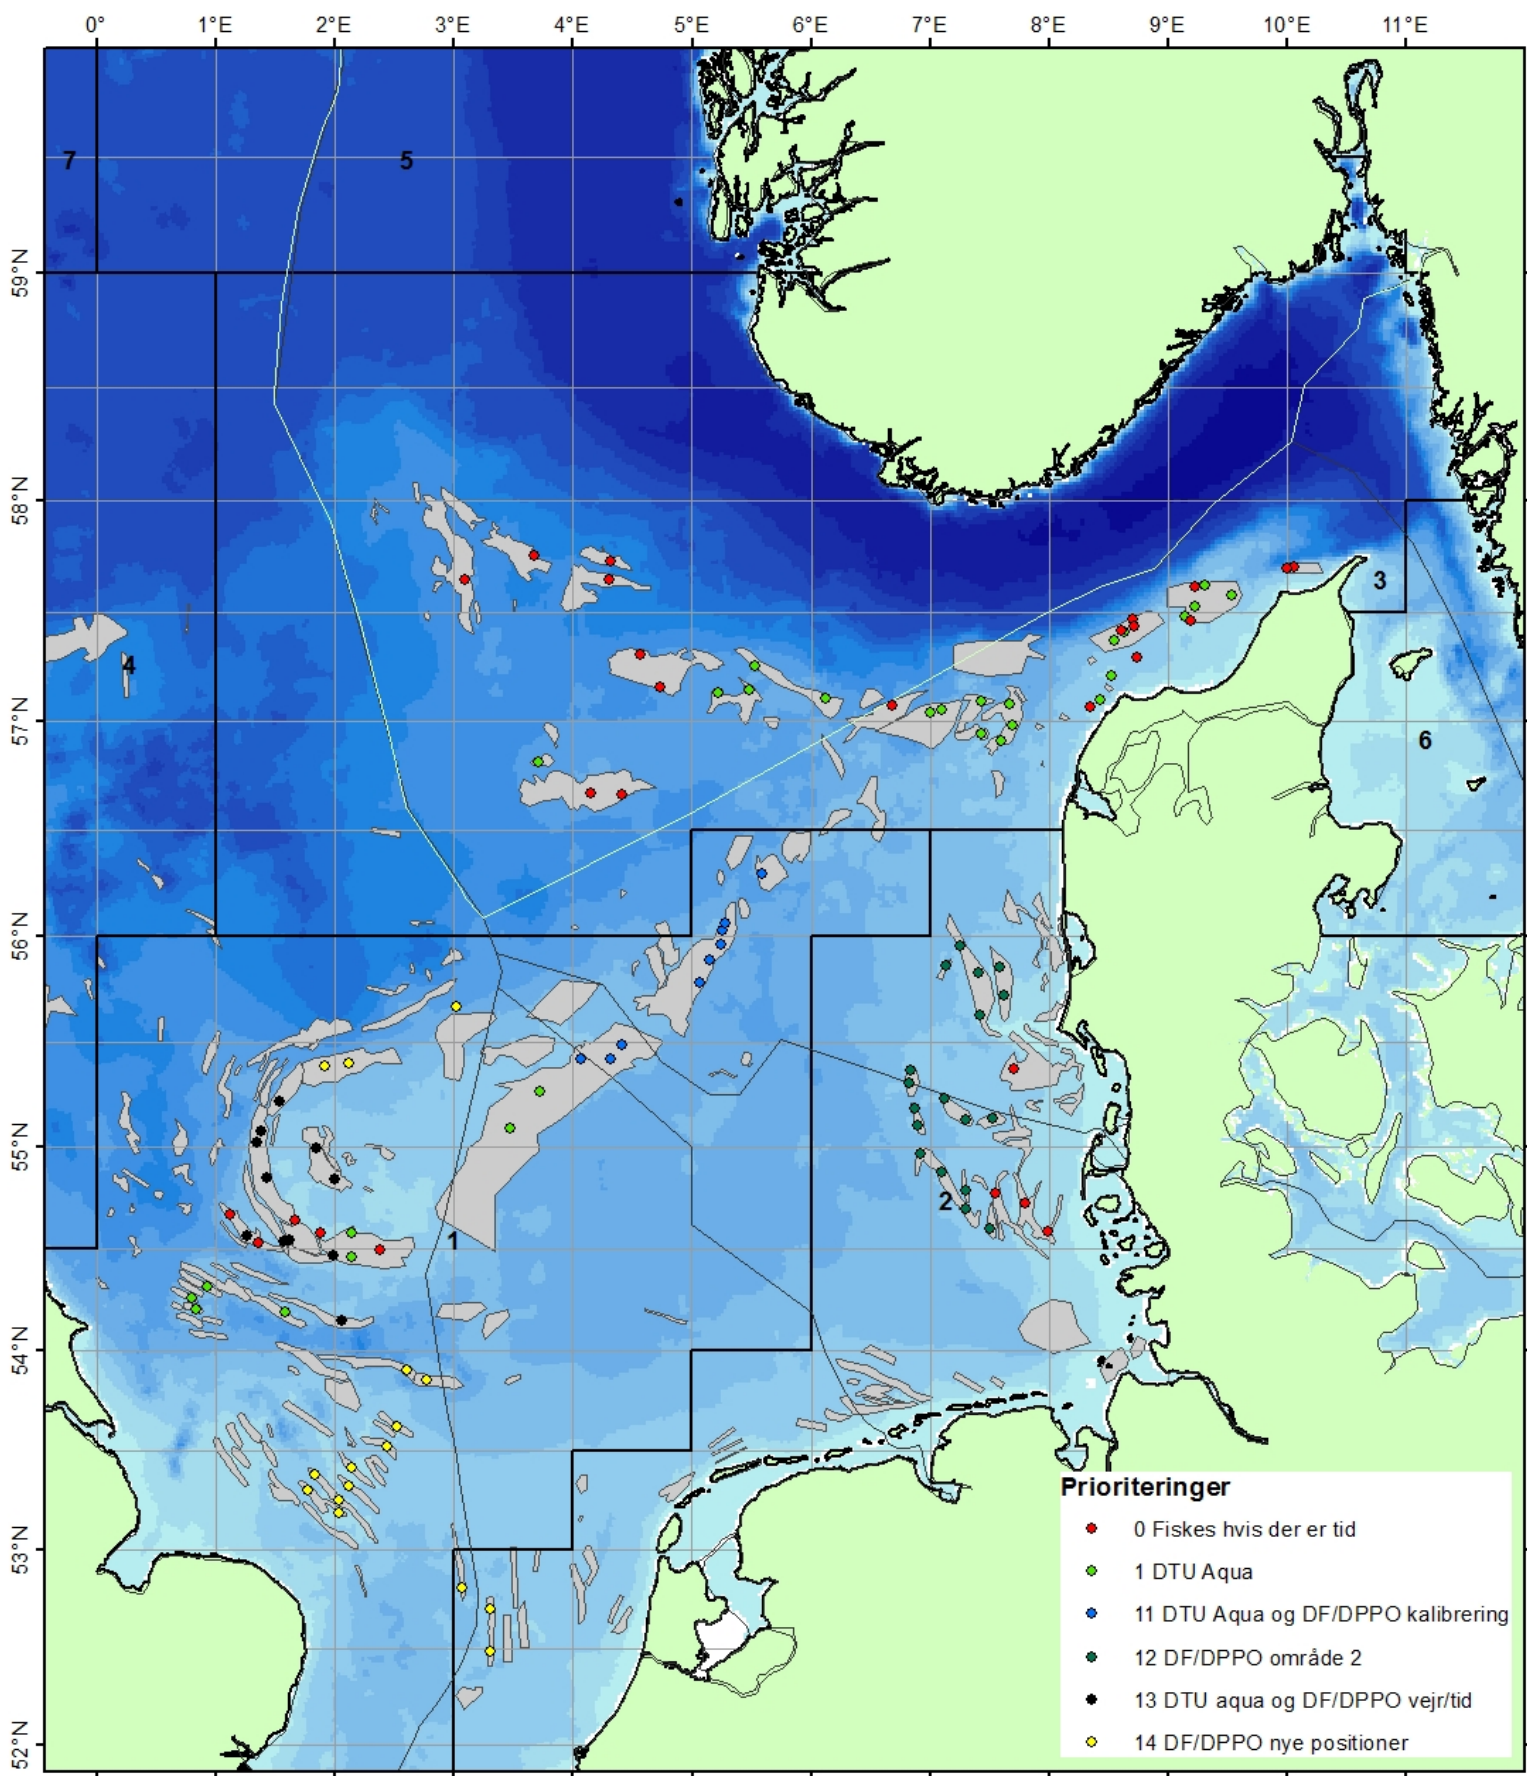 0° 1°E 2°E 3°E 4°E 5°E 6°E 7°E 8°E 9°E 10°E 11°E
7 5
59°N
58°N
3
4
57°N
6
56°N
55°N
2
1
54°N
53°N
52°N
Prioriteringer
0 Fiskes hvis der er tid
1 DTU Aqua
11 DTU Aqua og DF/DPPO kalibrering
12 DF/DPPO område 2
13 DTU aqua og DF/DPPO vejr/tid
14 DF/DPPO nye positioner